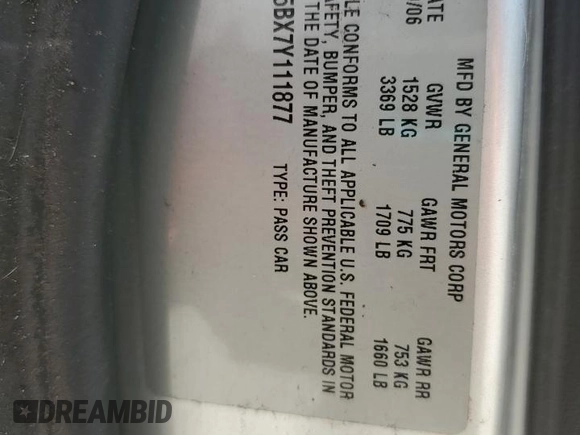 MFD BY GENERAL MOTORS CORP
ATE GVWR GAWR FRT GAWR RR
/06 1528 KG 775 KG 753 KG
3369 LB 1709 LB 1660 LB
LE CONFORMS TO ALL APPLICABLE U.S. FEDERAL MOTOR
AFETY, BUMPER, AND THEFT PREVENTION STANDARDS IN
THE DATE OF MANUFACTURE SHOWN ABOVE.
5BX7Y111877 TYPE: PASS CAR
DREAMBID